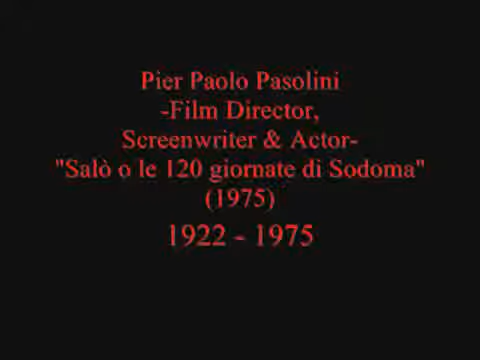 Pier Paolo Pasolini
-Film Director,
Screenwriter & Actor-
"Salò o le 120 giornate di Sodoma"
(1975)
1922 - 1975